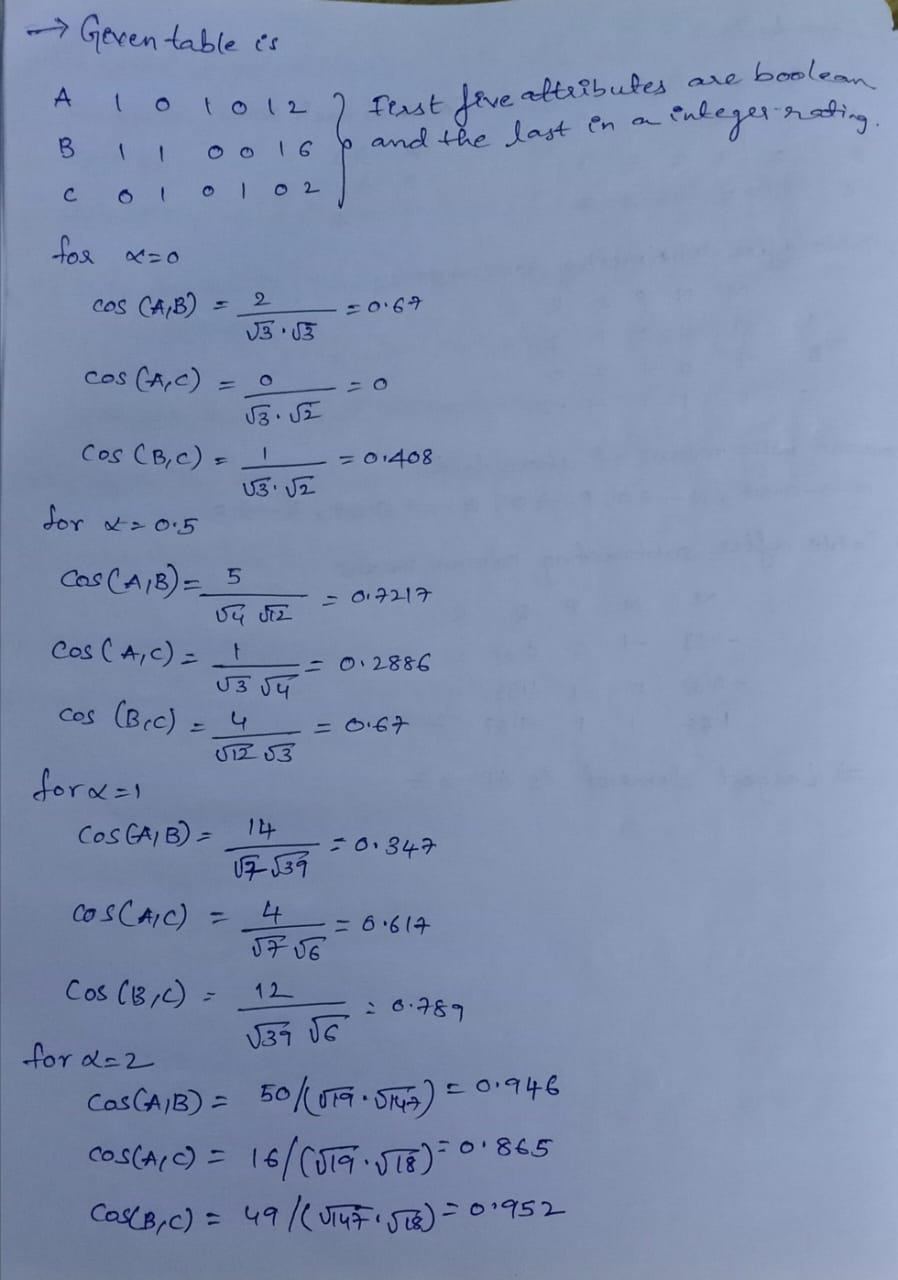 → Geven table is
A 1 0 1 0 1 2 } First five attributes are boolean
B 1 1 0 0 1 6 and the last in a integer-rating.
C 0 1 0 1 0 2
for α=0
cos (A,B) = 2/(√3·√3) = 0.67
cos (A,C) = 0/(√3·√2) = 0
Cos (B,C) = 1/(√3·√2) = 0.408
for α=0.5
Cos(A,B) = 5/(√4 √12) = 0.7217
Cos(A,C) = 1/(√3 √4) = 0.2886
Cos (B,C) = 4/(√12 √3) = 0.67
for α=1
Cos(A,B) = 14/(√7 √39) = 0.347
cos(A,C) = 4/(√7 √6) = 0.617
Cos (B,C) = 12/(√39 √6) = 0.789
for α=2
Cos(A,B) = 50/(√19·√147) = 0.946
cos(A,C) = 16/(√19·√18) = 0.865
Cos(B,C) = 49/(√147·√18) = 0.952